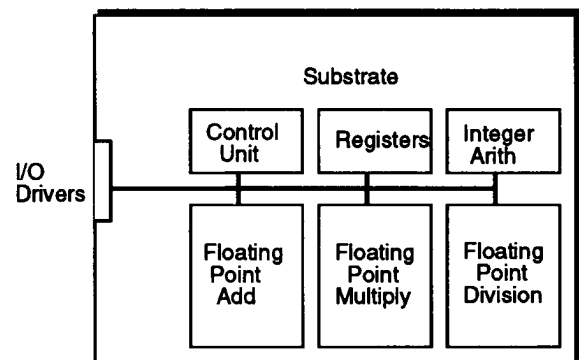 Substrate
Control
Unit
Registers
Integer
Arith
I/O
Drivers
Floating
Point
Add
Floating
Point
Multiply
Floating
Point
Division